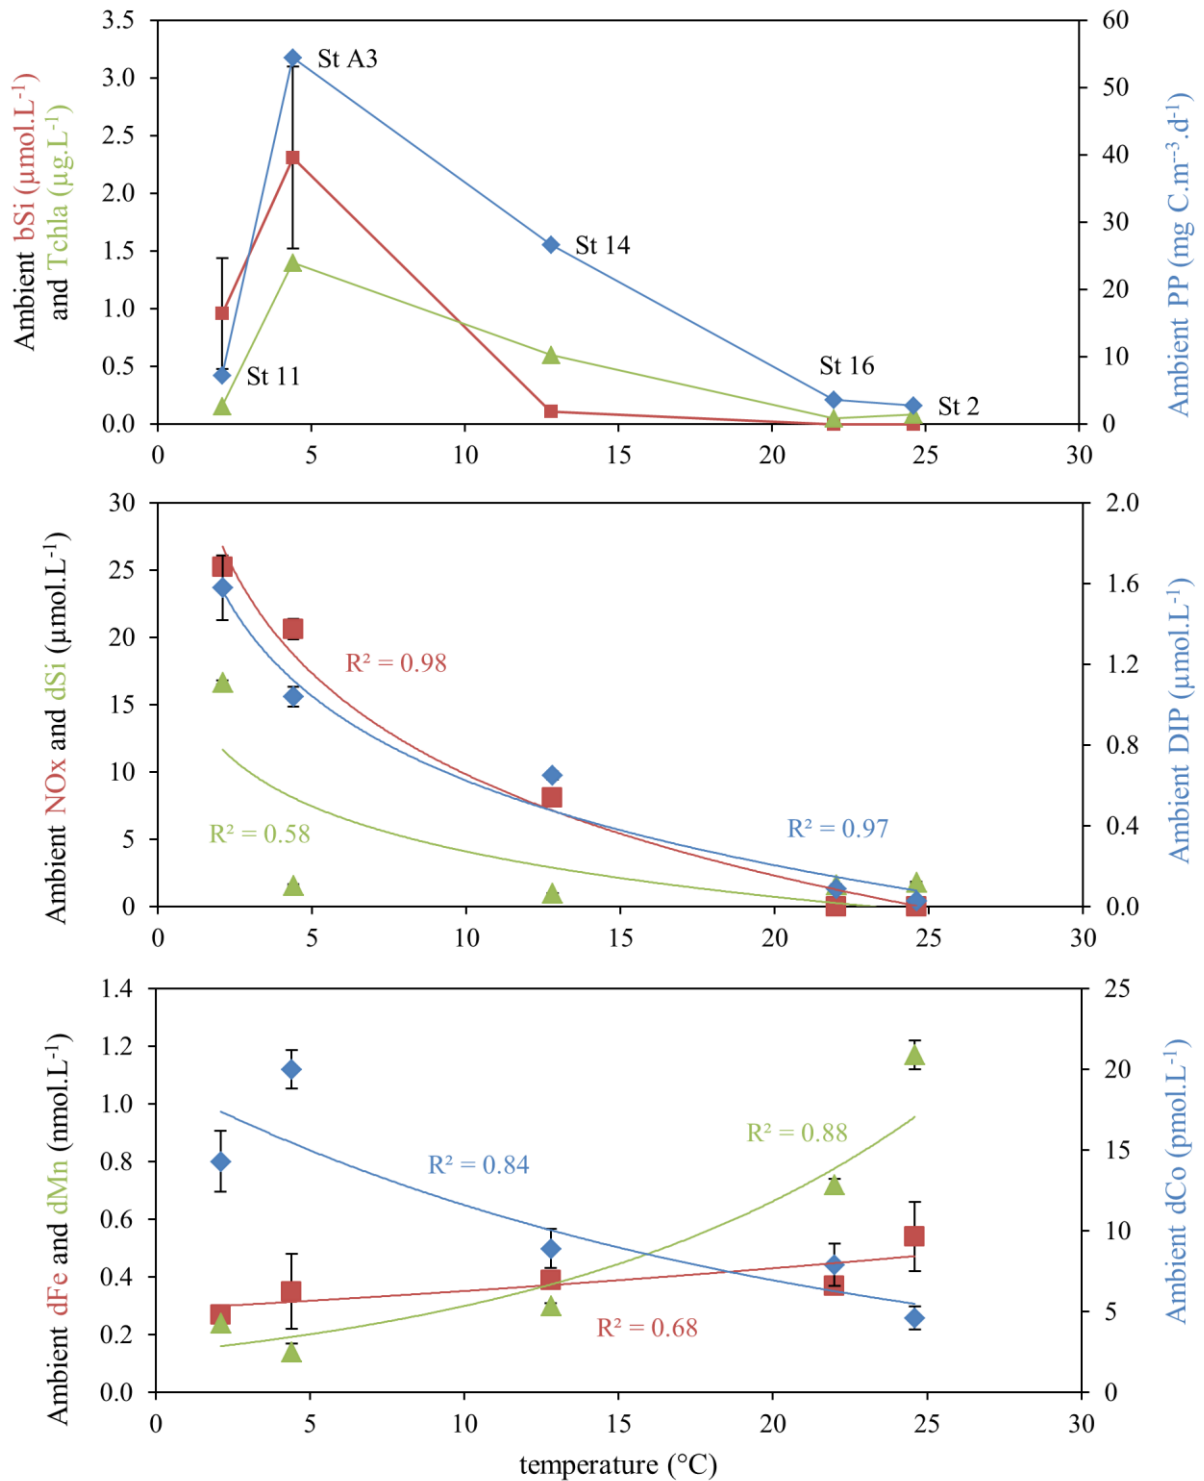 Ambient bSi (µmol.L⁻¹)
and Tchla (µg.L⁻¹)
3.5
3.0
2.5
2.0
1.5
1.0
0.5
0.0
St A3
St 14
St 11
St 16
St 2
60
50
40
30
20
10
0
Ambient PP (mg C.m⁻³.d⁻¹)
0 5 10 15 20 25 30
Ambient NOx and dSi (µmol.L⁻¹)
30
25
20
15
10
5
0
R² = 0.98
R² = 0.58
R² = 0.97
2.0
1.6
1.2
0.8
0.4
0.0
Ambient DIP (µmol.L⁻¹)
0 5 10 15 20 25 30
Ambient dFe and dMn (nmol.L⁻¹)
1.4
1.2
1.0
0.8
0.6
0.4
0.2
0.0
R² = 0.88
R² = 0.84
R² = 0.68
25
20
15
10
5
0
Ambient dCo (pmol.L⁻¹)
0 5 10 15 20 25 30
temperature (°C)